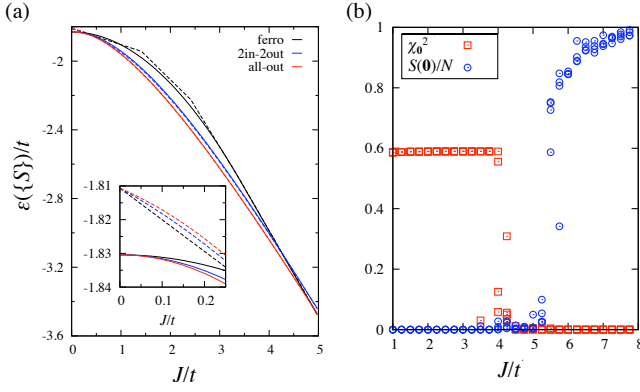 (a)
ε({S})/t
-2
-2.4
-2.8
-3.2
-3.6
0 1 2 3 4 5
J/t
ferro
2in-2out
all-out
-1.81
-1.82
-1.83
-1.84
0 0.1 0.2
J/t
(b)
χ₀²
S(0)/N
1
0.8
0.6
0.4
0.2
0
1 2 3 4 5 6 7 8
J/t